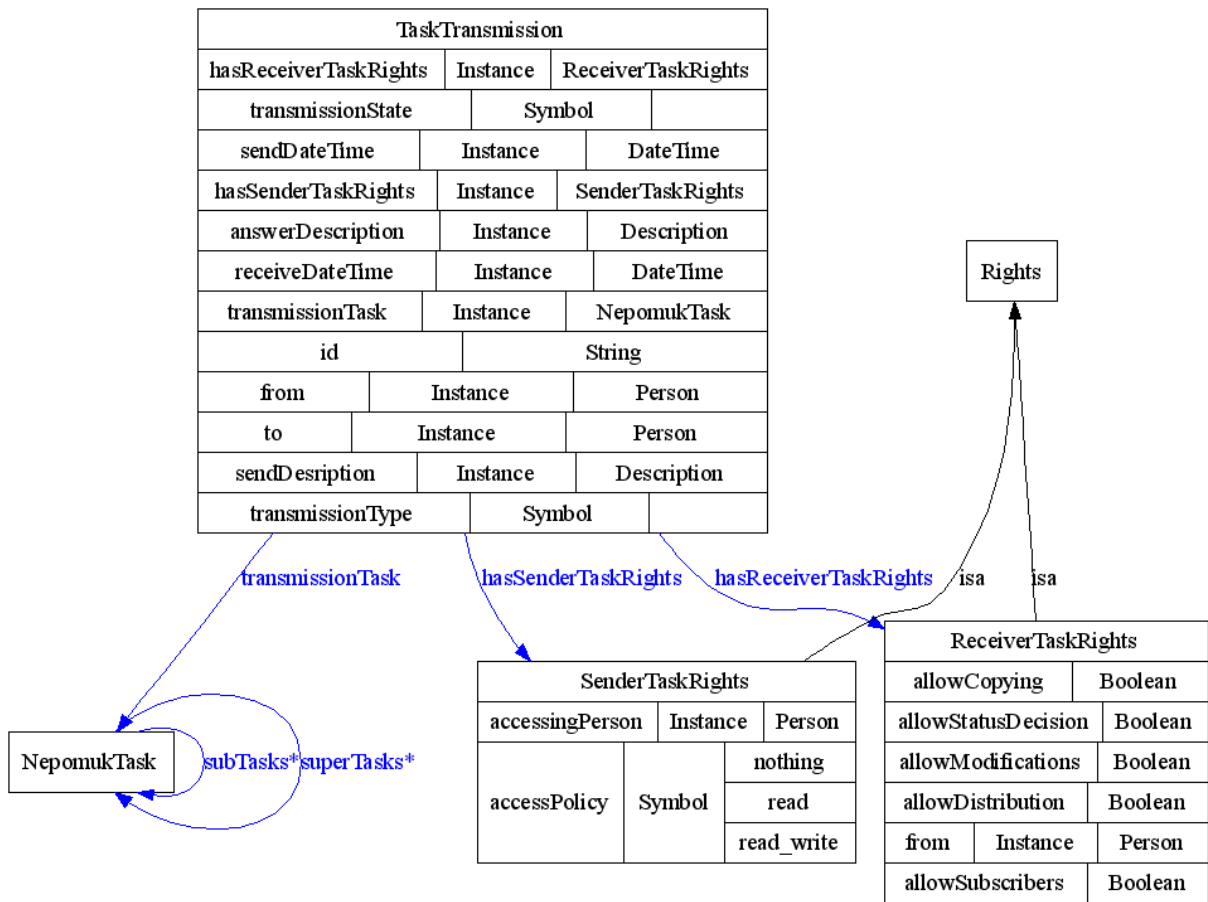 TaskTransmission
hasReceiverTaskRights Instance ReceiverTaskRights
transmissionState Symbol
sendDateTime Instance DateTime
hasSenderTaskRights Instance SenderTaskRights
answerDescription Instance Description
receiveDateTime Instance DateTime
transmissionTask Instance NepomukTask
id String
from Instance Person
to Instance Person
sendDesription Instance Description
transmissionType Symbol
Rights
transmissionTask
hasSenderTaskRights
hasReceiverTaskRights
isa
isa
NepomukTask
subTasks*
superTasks*
SenderTaskRights
accessingPerson Instance Person
accessPolicy Symbol
nothing
read
read_write
ReceiverTaskRights
allowCopying Boolean
allowStatusDecision Boolean
allowModifications Boolean
allowDistribution Boolean
from Instance Person
allowSubscribers Boolean